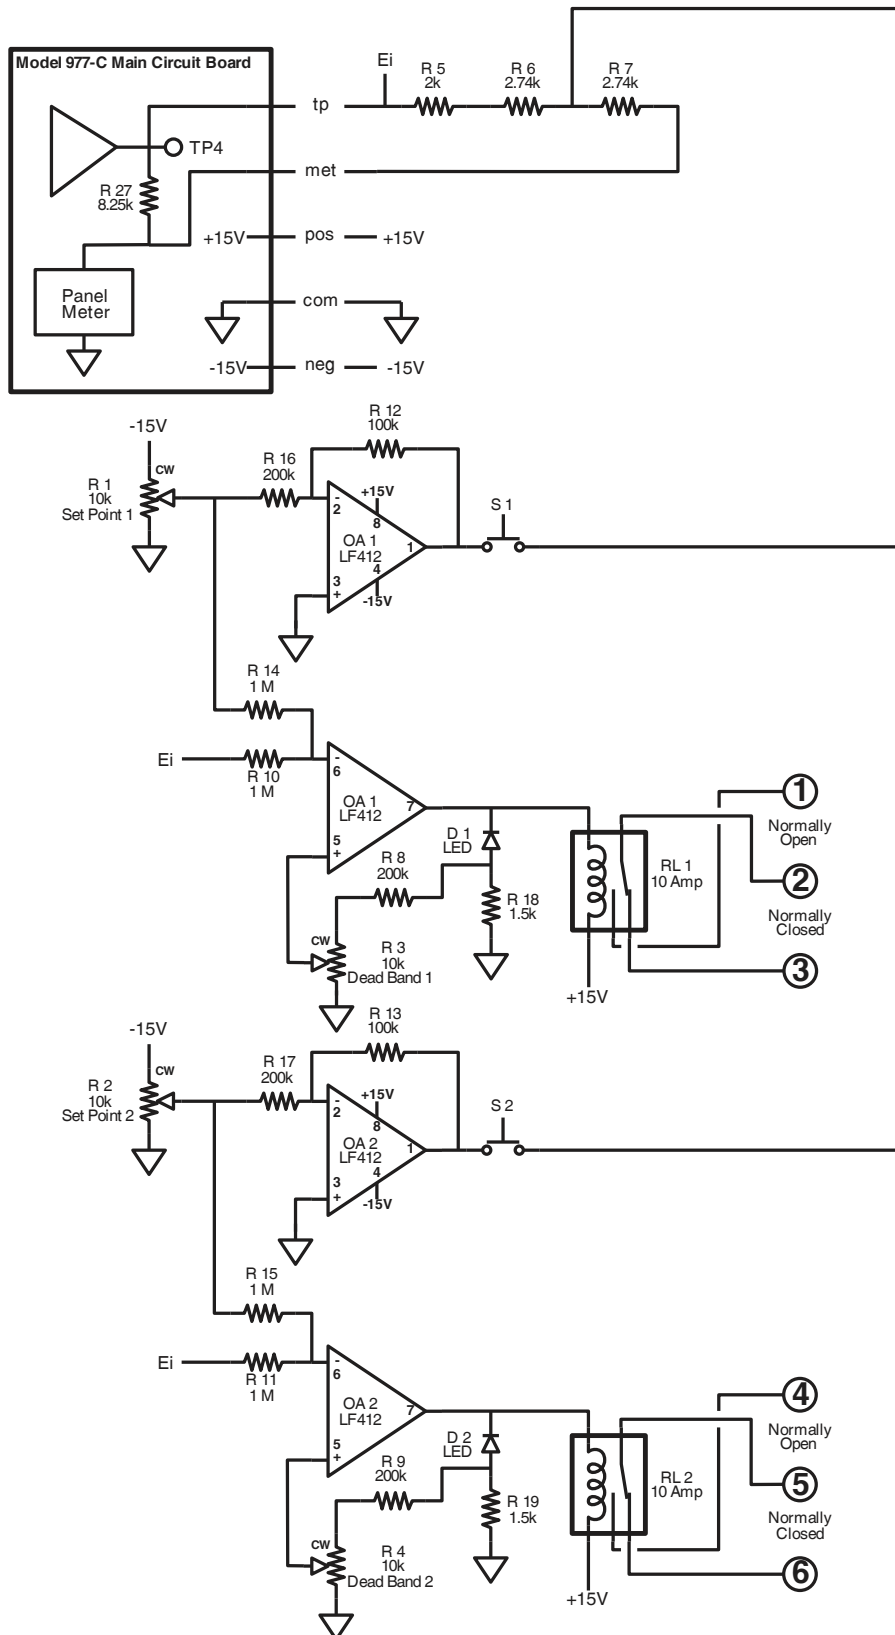 Model 977-C Main Circuit Board
Ei
R 5
2k
R 6
2.74k
R 7
2.74k
tp
TP4
met
R 27
8.25k
+15V
pos
+15V
Panel
Meter
com
-15V
neg
-15V
-15V
CW
R 1
10k
Set Point 1
R 16
200k
R 12
100k
-
2
+15V
8
OA 1
LF412
1
4
3
+
-15V
S 1
R 14
1 M
Ei
R 10
1 M
-
6
OA 1
LF412
7
5
+
D 1
LED
R 8
200k
R 18
1.5k
CW
R 3
10k
Dead Band 1
RL 1
10 Amp
+15V
1
Normally
Open
2
Normally
Closed
3
-15V
CW
R 2
10k
Set Point 2
R 17
200k
R 13
100k
-
2
+15V
8
OA 2
LF412
1
4
3
+
-15V
S 2
R 15
1 M
Ei
R 11
1 M
-
6
OA 2
LF412
7
5
+
D 2
LED
R 9
200k
R 19
1.5k
CW
R 4
10k
Dead Band 2
RL 2
10 Amp
+15V
4
Normally
Open
5
Normally
Closed
6